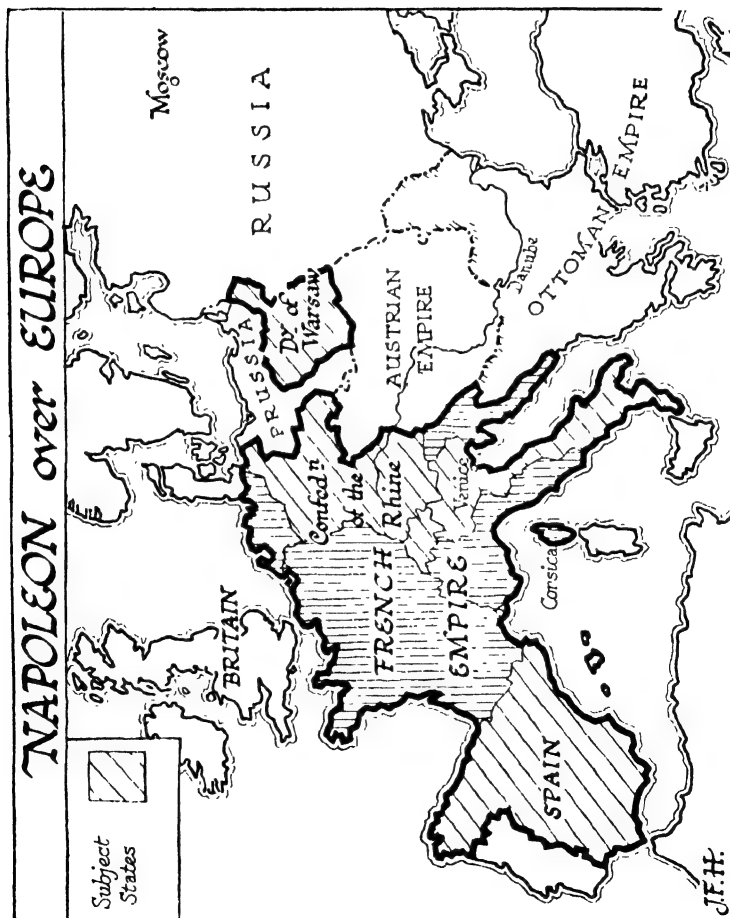 NAPOLEON over EUROPE
Subject
States
BRITAIN
Moscow
RUSSIA
PRUSSIA
Dy of
Warsaw
Confedn
of the
Rhine
FRENCH
EMPIRE
AUSTRIAN
EMPIRE
Venice
Danube
OTTOMAN
EMPIRE
Corsica
SPAIN
J.F.H.